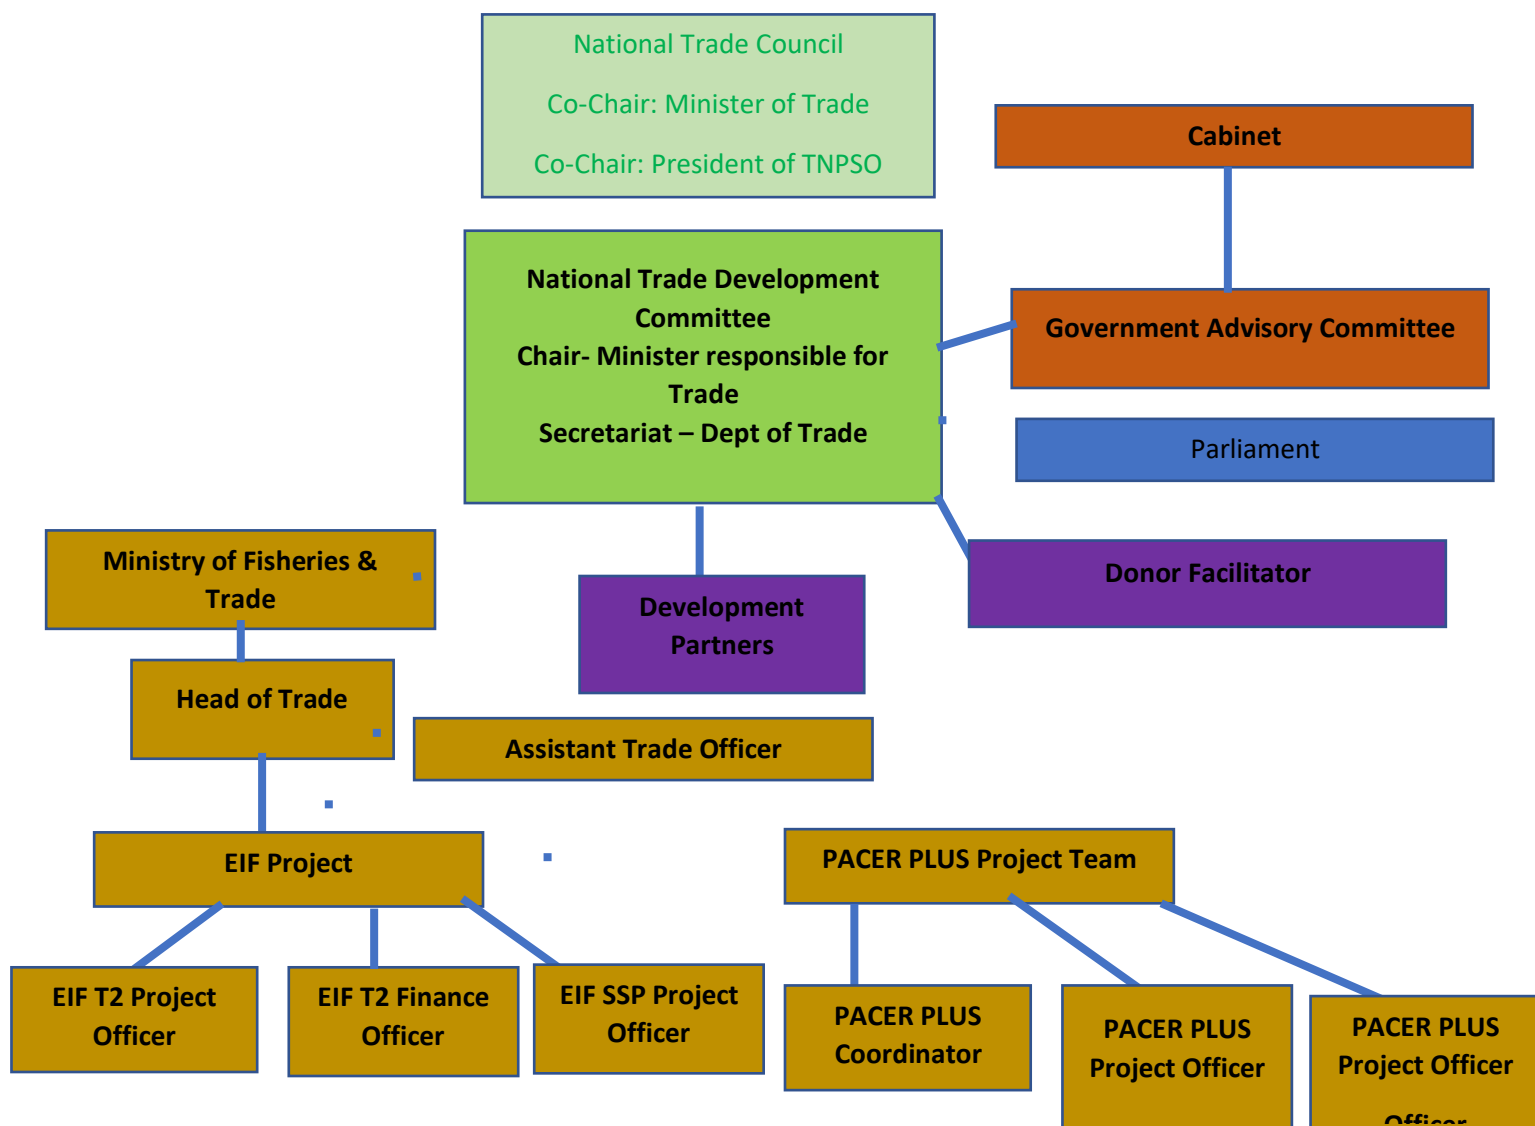 National Trade Council
Co-Chair: Minister of Trade
Co-Chair: President of TNPSO
Cabinet
National Trade Development
Committee
Chair- Minister responsible for
Trade
Secretariat – Dept of Trade
Government Advisory Committee
Parliament
Ministry of Fisheries &
Trade
Donor Facilitator
Development
Partners
Head of Trade
Assistant Trade Officer
EIF Project
PACER PLUS Project Team
EIF T2 Project
Officer
EIF T2 Finance
Officer
EIF SSP Project
Officer
PACER PLUS
Coordinator
PACER PLUS
Project Officer
PACER PLUS
Project Officer
Officer